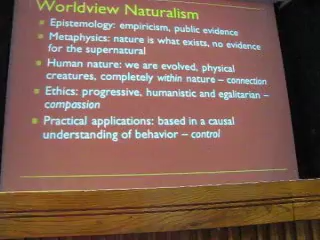 Worldview Naturalism
Epistemology: empiricism, public evidence
Metaphysics: nature is what exists, no evidence
for the supernatural
Human nature: we are evolved, physical
creatures, completely within nature – connection
Ethics: progressive, humanistic and egalitarian –
compassion
Practical applications: based in a causal
understanding of behavior – control